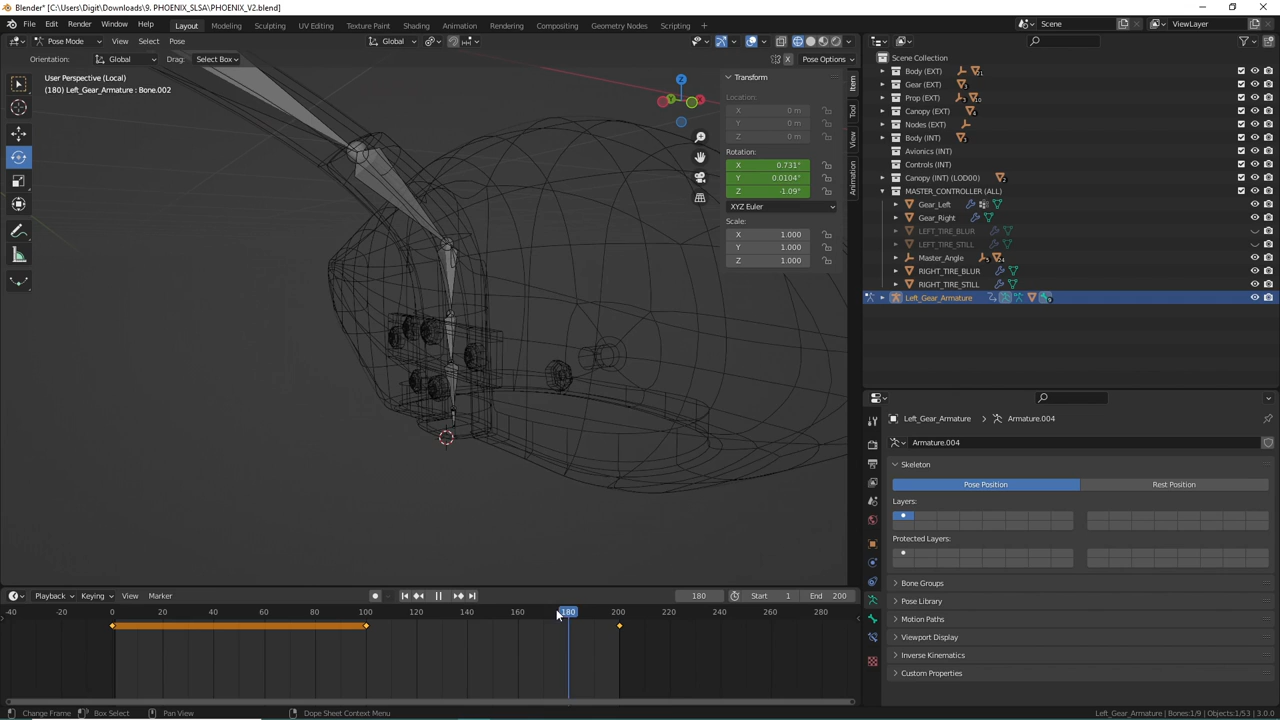 Blender* [C:\Users\Digit\Downloads\9. PHOENIX_SLSA\PHOENIX_V2.blend]
File Edit Render Window Help Layout Modeling Sculpting UV Editing Texture Paint Shading Animation Rendering Compositing Geometry Nodes Scripting + Scene ViewLayer
Pose Mode View Select Pose Global
Orientation: Global Drag: Select Box X Pose Options
User Perspective (Local)
(180) Left_Gear_Armature : Bone.002
Z
Y
X
Transform
Location:
X 0 m
Y 0 m
Z 0 m
Rotation:
X 0.731°
Y 0.0104°
Z -1.09°
XYZ Euler
Scale:
X 1.000
Y 1.000
Z 1.000
Item
Tool
View
Animation
Scene Collection
Body (EXT)
Gear (EXT)
Prop (EXT)
Canopy (EXT)
Nodes (EXT)
Body (INT)
Avionics (INT)
Controls (INT)
Canopy (INT) (LOD00)
MASTER_CONTROLLER (ALL)
Gear_Left
Gear_Right
LEFT_TIRE_BLUR
LEFT_TIRE_STILL
Master_Angle
RIGHT_TIRE_BLUR
RIGHT_TIRE_STILL
Left_Gear_Armature
Left_Gear_Armature Armature.004
Armature.004
Skeleton
Pose Position Rest Position
Layers:
Protected Layers:
Bone Groups
Pose Library
Motion Paths
Viewport Display
Inverse Kinematics
Custom Properties
Playback Keying View Marker 180 Start 1 End 200
-40 -20 0 20 40 60 80 100 120 140 160 180 200 220 240 260 280
Change Frame Box Select Pan View Dope Sheet Context Menu Left_Gear_Armature | Bones:1/9 | Objects:1/53 | 3.0.0